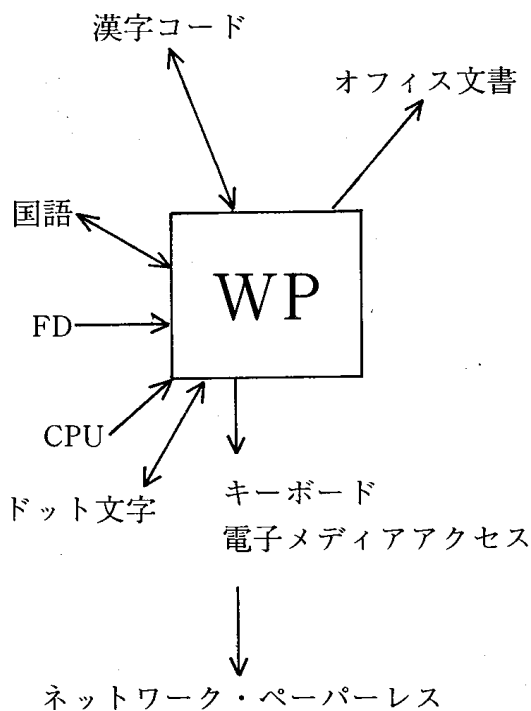 漢字コード
オフィス文書
国語
WP
FD
CPU
ドット文字
キーボード
電子メディアアクセス
ネットワーク・ペーパーレス